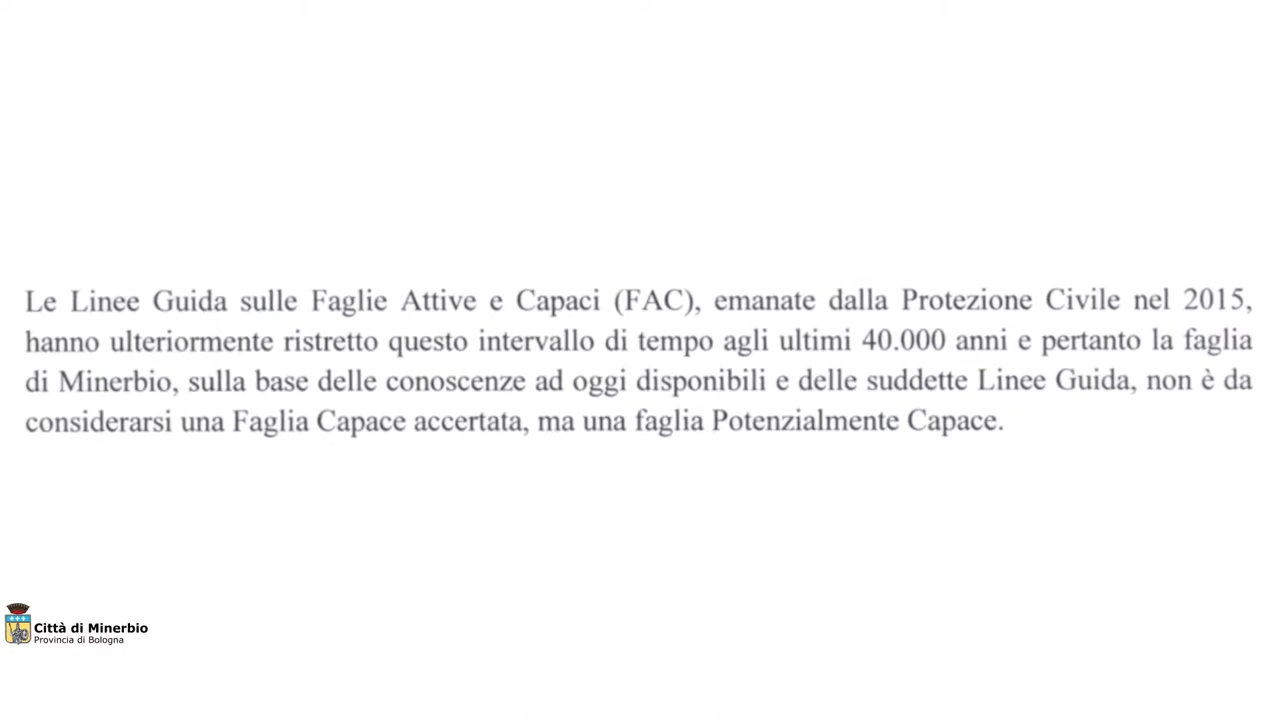 Le Linee Guida sulle Faglie Attive e Capaci (FAC), emanate dalla Protezione Civile nel 2015,
hanno ulteriormente ristretto questo intervallo di tempo agli ultimi 40.000 anni e pertanto la faglia
di Minerbio, sulla base delle conoscenze ad oggi disponibili e delle suddette Linee Guida, non è da
considerarsi una Faglia Capace accertata, ma una faglia Potenzialmente Capace.
Città di Minerbio
Provincia di Bologna